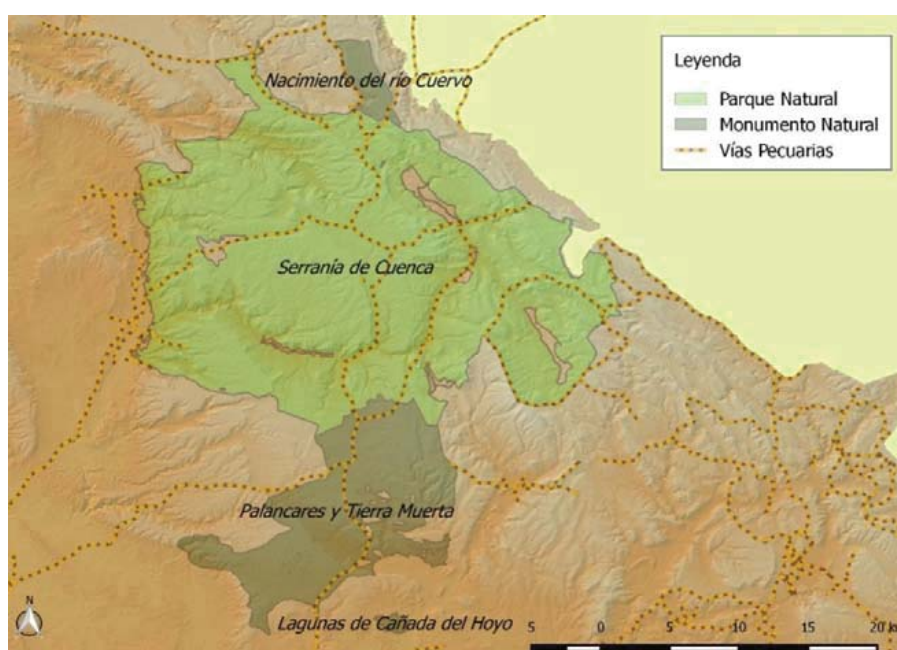 Nacimiento del río Cuervo
Leyenda
Parque Natural
Monumento Natural
Vías Pecuarias
Serranía de Cuenca
Palancares y Tierra Muerta
Lagunas de Cañada del Hoyo
N
5 0 5 10 15 20 k